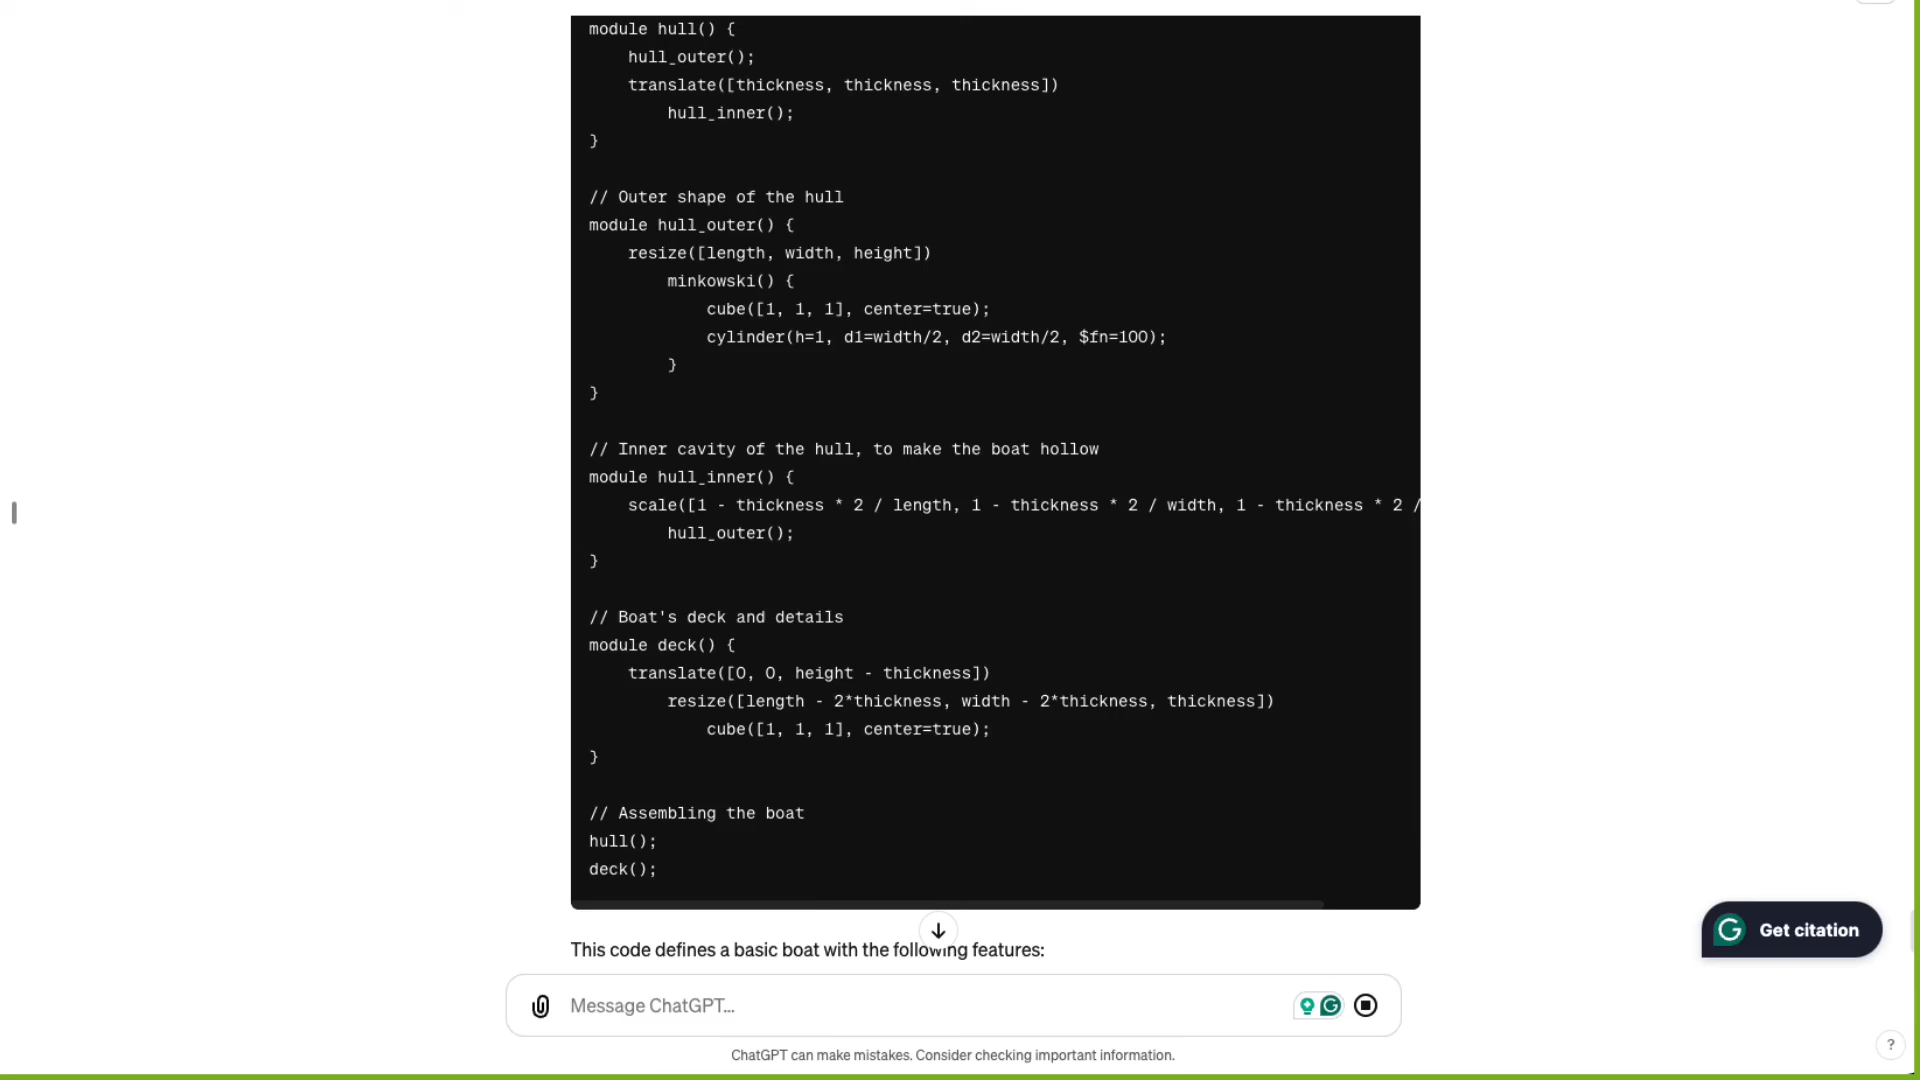 module hull() {
    hull_outer();
    translate([thickness, thickness, thickness])
        hull_inner();
}

// Outer shape of the hull
module hull_outer() {
    resize([length, width, height])
        minkowski() {
            cube([1, 1, 1], center=true);
            cylinder(h=1, d1=width/2, d2=width/2, $fn=100);
        }
}

// Inner cavity of the hull, to make the boat hollow
module hull_inner() {
    scale([1 - thickness * 2 / length, 1 - thickness * 2 / width, 1 - thickness * 2 /
        hull_outer();
}

// Boat's deck and details
module deck() {
    translate([0, 0, height - thickness])
        resize([length - 2*thickness, width - 2*thickness, thickness])
            cube([1, 1, 1], center=true);
}

// Assembling the boat
hull();
deck();
This code defines a basic boat with the following features:
Get citation
Message ChatGPT...
ChatGPT can make mistakes. Consider checking important information.
?